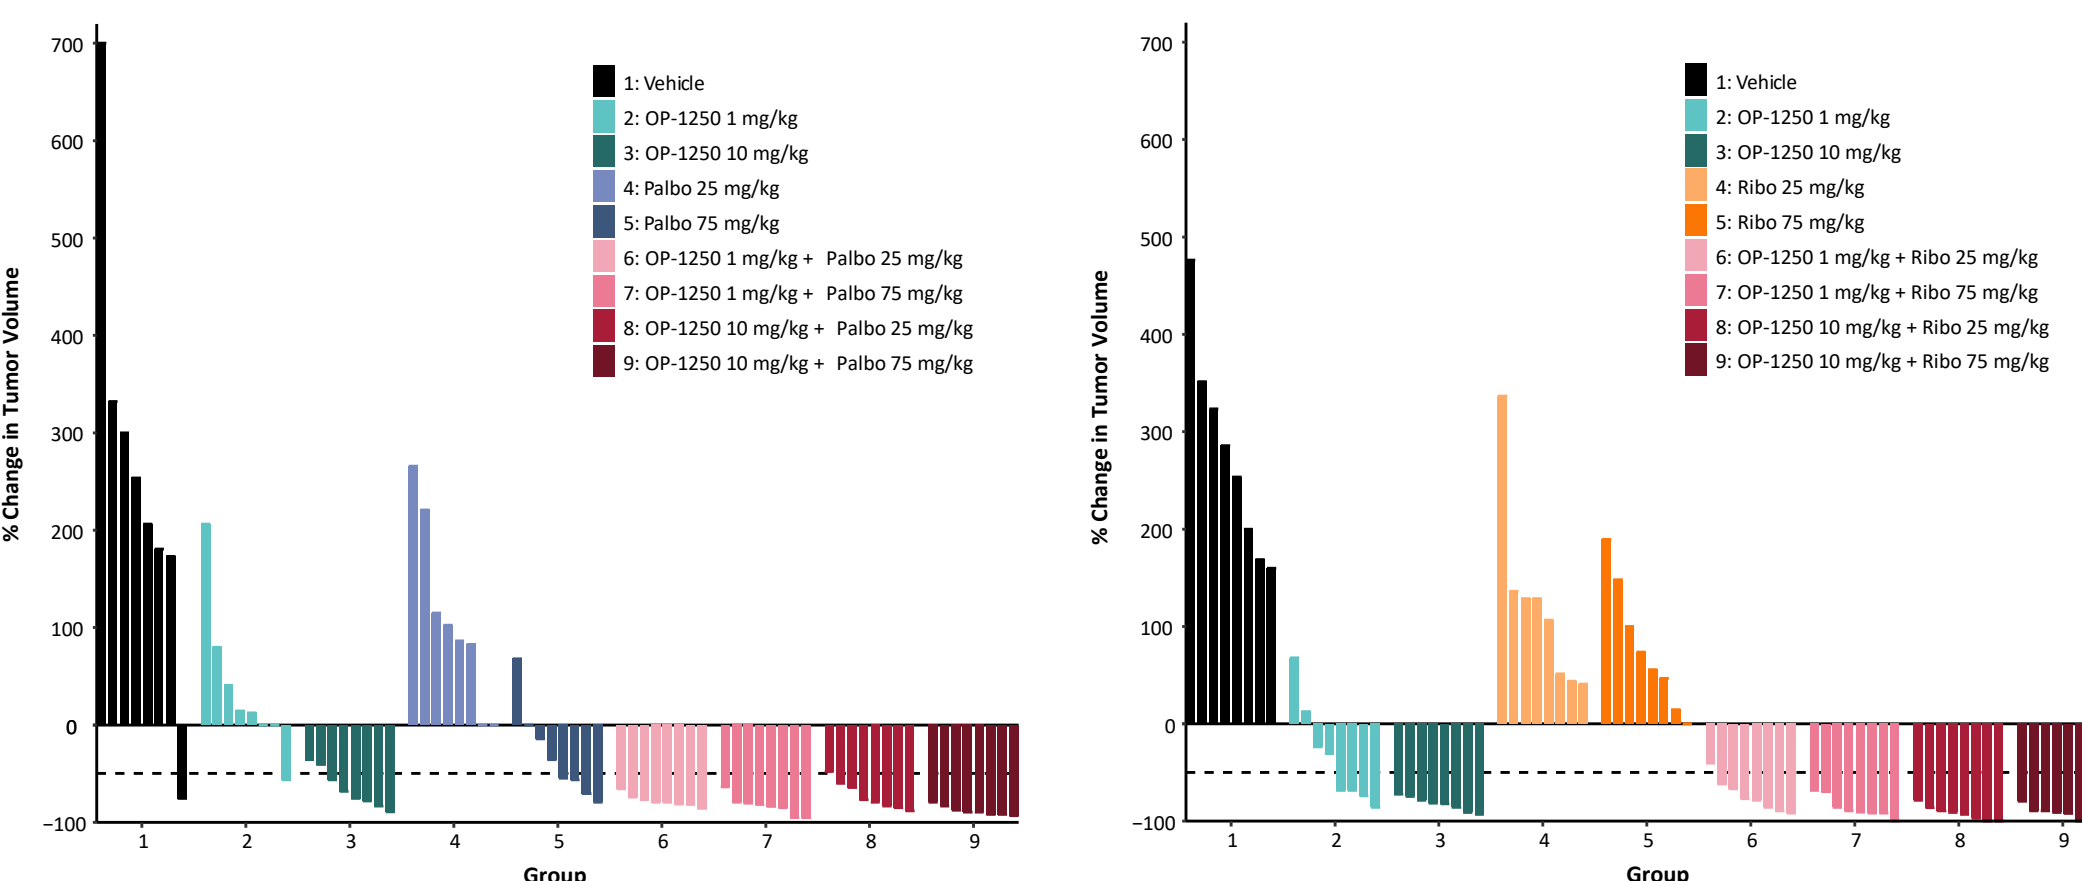 % Change in Tumor Volume
700
600
500
400
300
200
100
0
−100
1: Vehicle
2: OP-1250 1 mg/kg
3: OP-1250 10 mg/kg
4: Palbo 25 mg/kg
5: Palbo 75 mg/kg
6: OP-1250 1 mg/kg + Palbo 25 mg/kg
7: OP-1250 1 mg/kg + Palbo 75 mg/kg
8: OP-1250 10 mg/kg + Palbo 25 mg/kg
9: OP-1250 10 mg/kg + Palbo 75 mg/kg
1 2 3 4 5 6 7 8 9
Group
% Change in Tumor Volume
700
600
500
400
300
200
100
0
−100
1: Vehicle
2: OP-1250 1 mg/kg
3: OP-1250 10 mg/kg
4: Ribo 25 mg/kg
5: Ribo 75 mg/kg
6: OP-1250 1 mg/kg + Ribo 25 mg/kg
7: OP-1250 1 mg/kg + Ribo 75 mg/kg
8: OP-1250 10 mg/kg + Ribo 25 mg/kg
9: OP-1250 10 mg/kg + Ribo 75 mg/kg
1 2 3 4 5 6 7 8 9
Group